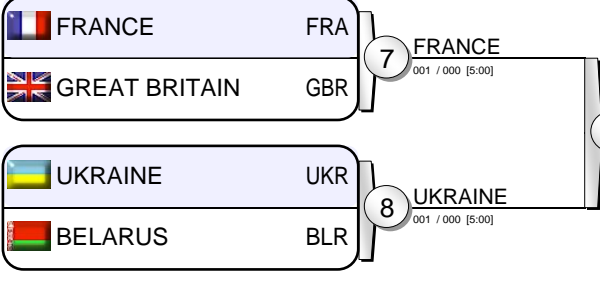 FRANCE FRA
7 FRANCE
001 / 000 [5:00]
GREAT BRITAIN GBR
UKRAINE UKR
8 UKRAINE
001 / 000 [5:00]
BELARUS BLR